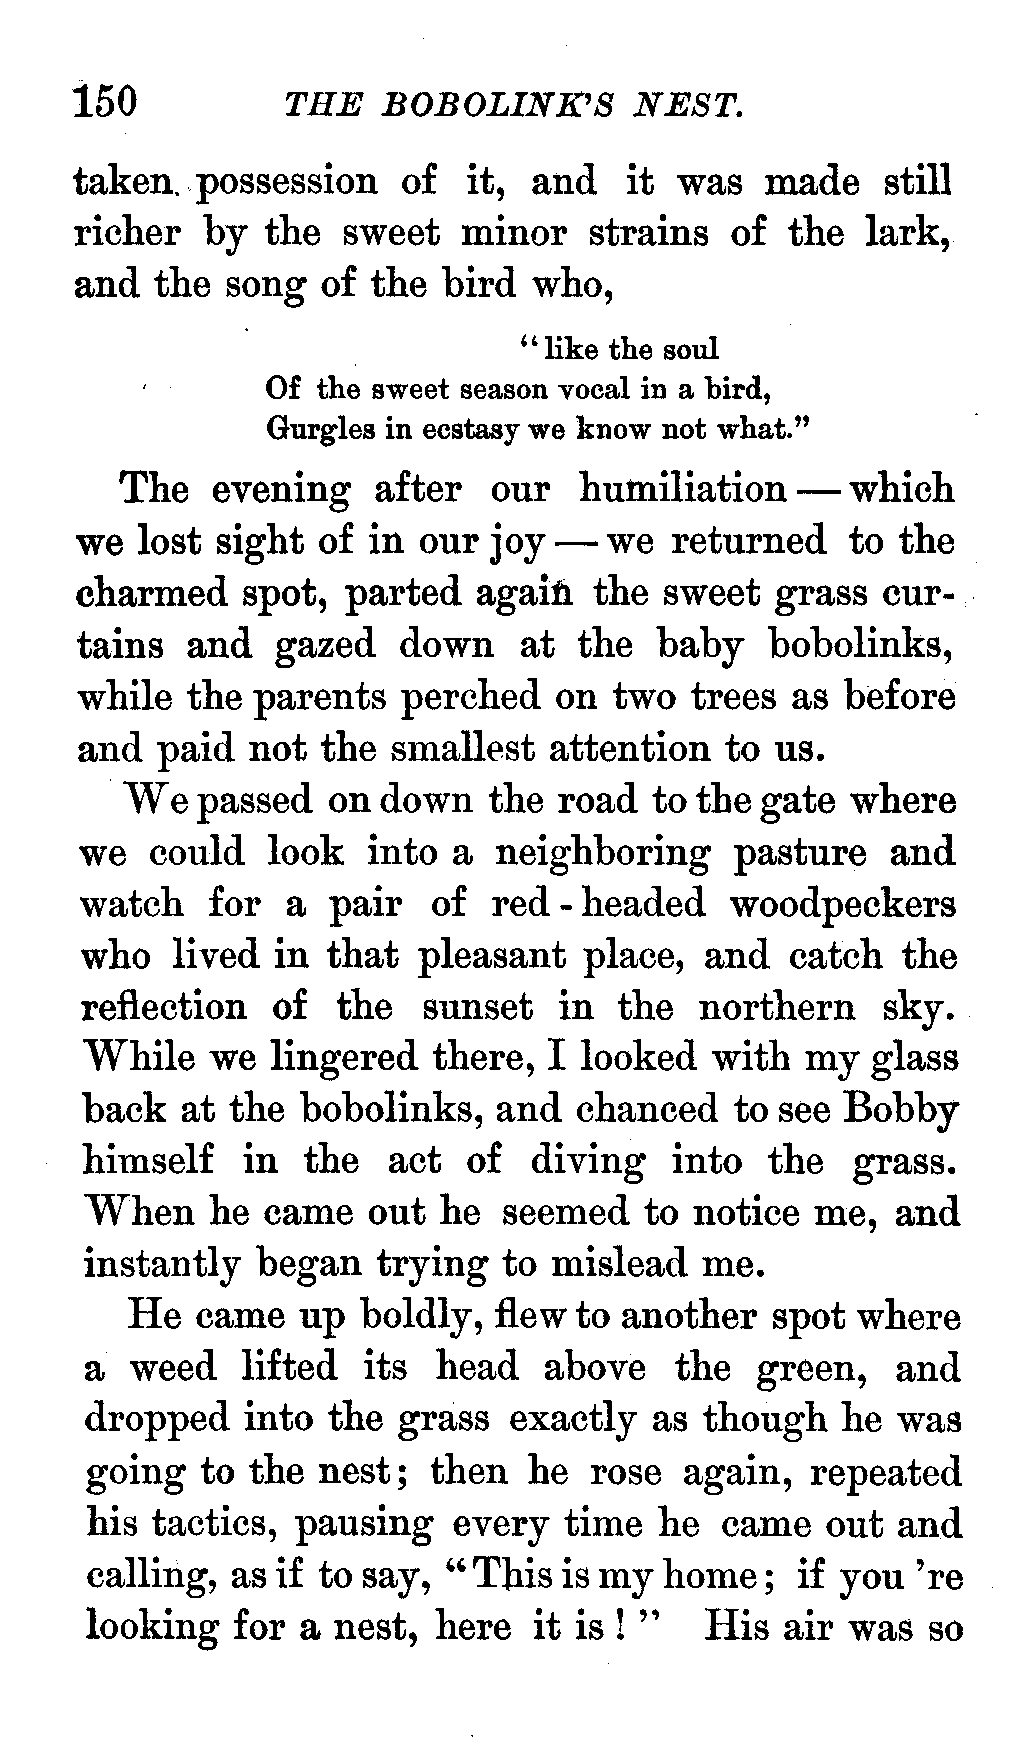 150 THE BOBOLINK'S NEST.
taken possession of it, and it was made still
richer by the sweet minor strains of the lark,
and the song of the bird who,
"like the soul
Of the sweet season vocal in a bird,
Gurgles in ecstasy we know not what."
The evening after our humiliation — which
we lost sight of in our joy — we returned to the
charmed spot, parted again the sweet grass cur-
tains and gazed down at the baby bobolinks,
while the parents perched on two trees as before
and paid not the smallest attention to us.
We passed on down the road to the gate where
we could look into a neighboring pasture and
watch for a pair of red-headed woodpeckers
who lived in that pleasant place, and catch the
reflection of the sunset in the northern sky.
While we lingered there, I looked with my glass
back at the bobolinks, and chanced to see Bobby
himself in the act of diving into the grass.
When he came out he seemed to notice me, and
instantly began trying to mislead me.
He came up boldly, flew to another spot where
a weed lifted its head above the green, and
dropped into the grass exactly as though he was
going to the nest; then he rose again, repeated
his tactics, pausing every time he came out and
calling, as if to say, "This is my home; if you 're
looking for a nest, here it is!" His air was so